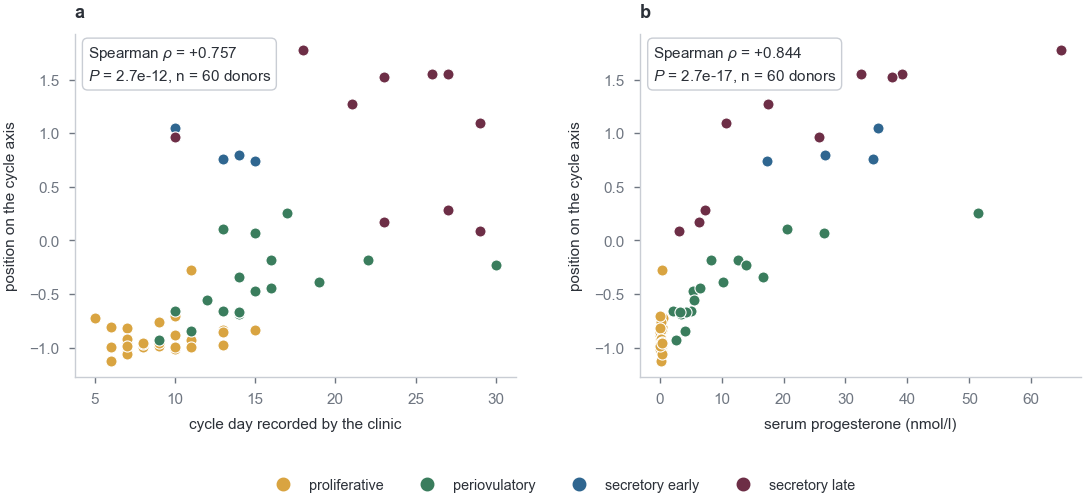 a
Spearman ρ = +0.757
P = 2.7e-12, n = 60 donors
position on the cycle axis
1.5
1.0
0.5
0.0
−0.5
−1.0
5
10
15
20
25
30
cycle day recorded by the clinic
b
Spearman ρ = +0.844
P = 2.7e-17, n = 60 donors
position on the cycle axis
1.5
1.0
0.5
0.0
−0.5
−1.0
0
10
20
30
40
50
60
serum progesterone (nmol/l)
proliferative
periovulatory
secretory early
secretory late